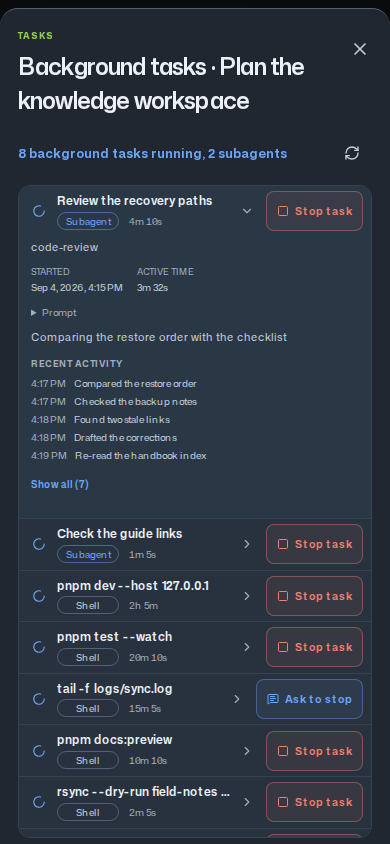 TASKS
Background tasks · Plan the
knowledge workspace
8 background tasks running, 2 subagents
Review the recovery paths
Subagent 4m 10s
Stop task
code-review
STARTED ACTIVE TIME
Sep 4, 2026, 4:15 PM 3m 32s
Prompt
Comparing the restore order with the checklist
RECENT ACTIVITY
4:17 PM Compared the restore order
4:17 PM Checked the backup notes
4:18 PM Found two stale links
4:18 PM Drafted the corrections
4:19 PM Re-read the handbook index
Show all (7)
Check the guide links
Subagent 1m 5s
Stop task
pnpm dev --host 127.0.0.1
Shell 2h 5m
Stop task
pnpm test --watch
Shell 20m 10s
Stop task
tail -f logs/sync.log
Shell 15m 5s
Ask to stop
pnpm docs:preview
Shell 10m 10s
Stop task
rsync --dry-run field-notes ...
Shell 2m 5s
Stop task